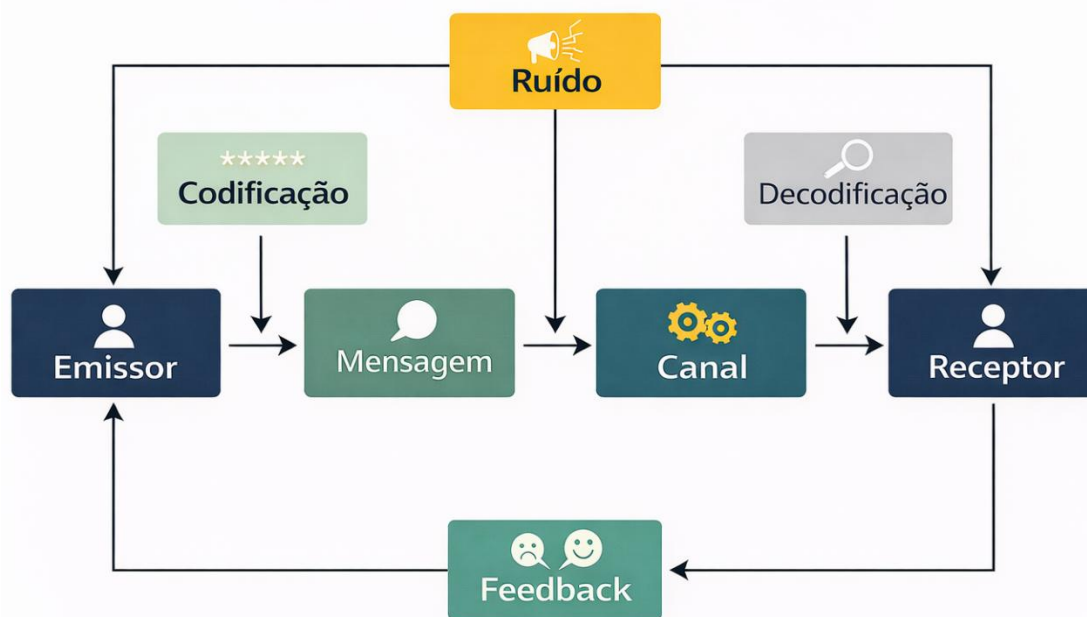 Ruído
*****
Codificação
Decodificação
Emissor
Mensagem
Canal
Receptor
Feedback